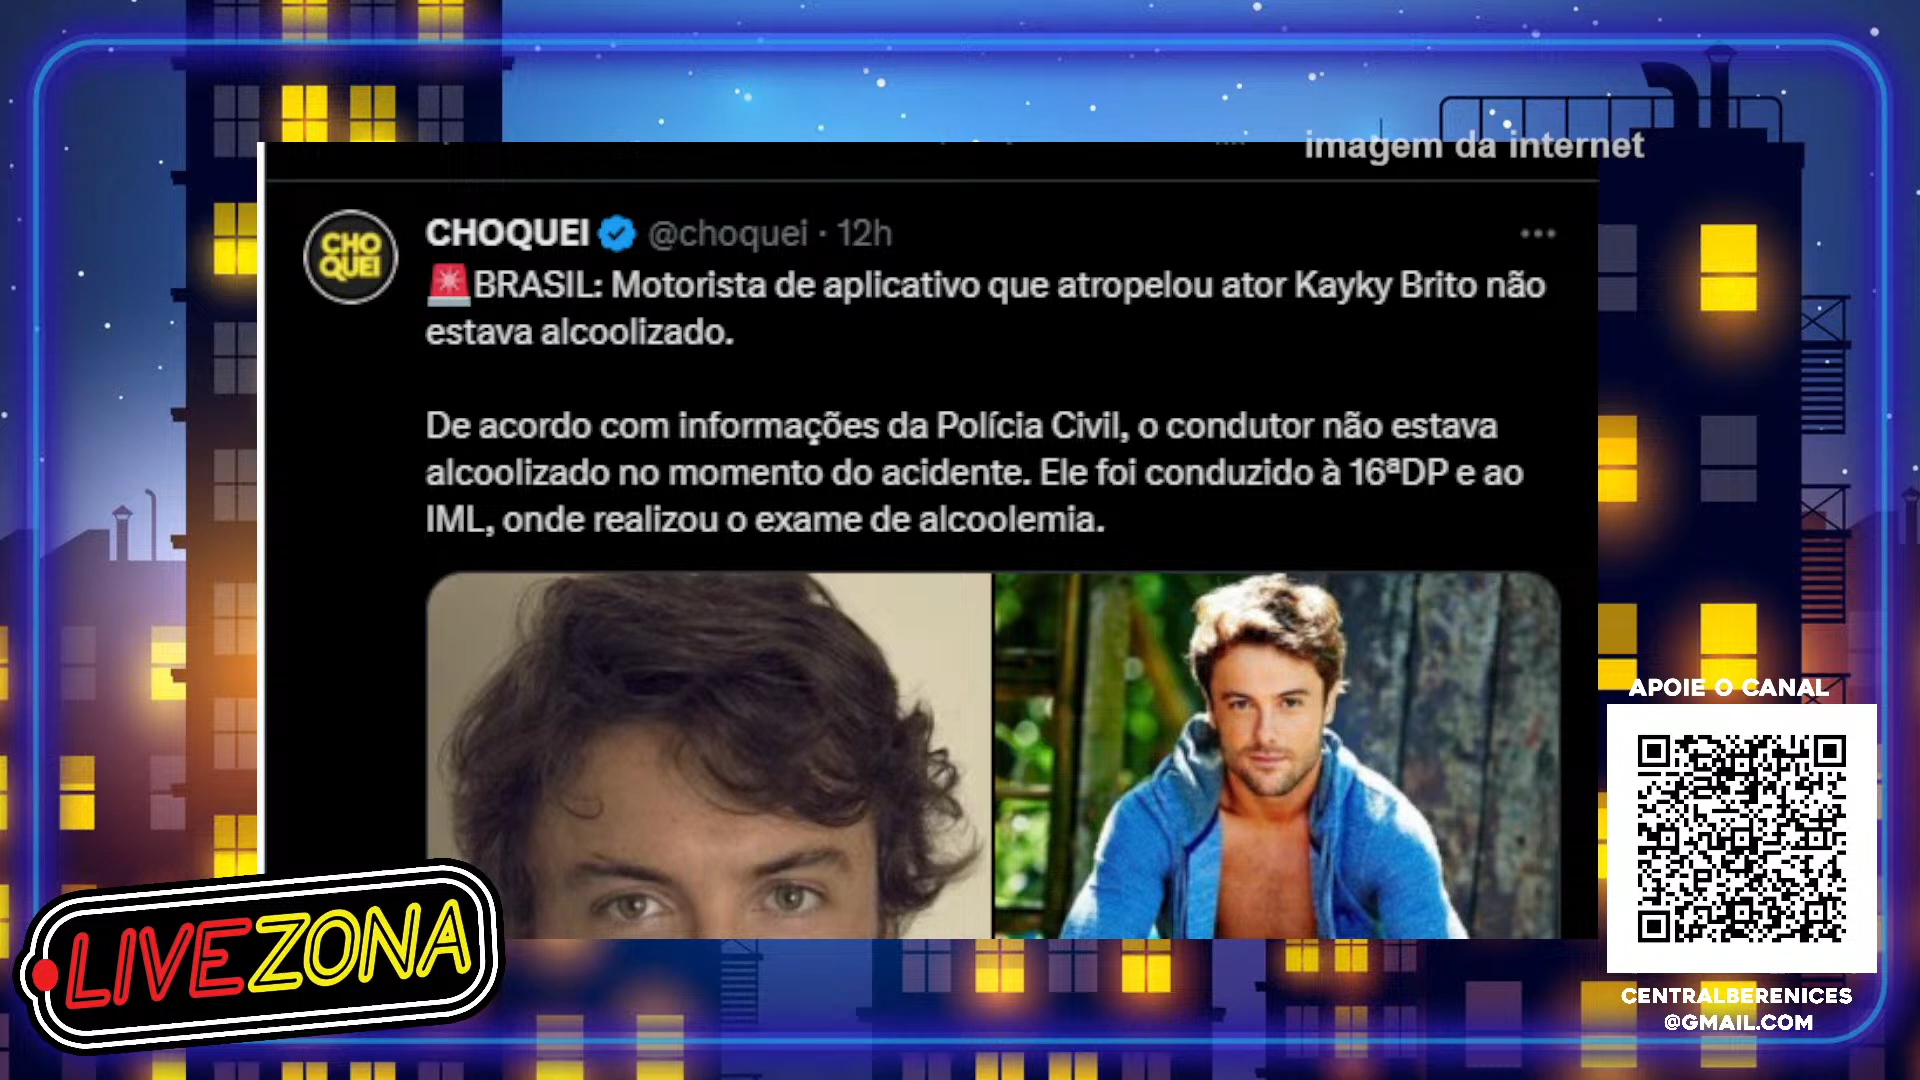 imagem da internet
CHO
QUEI
CHOQUEI @choquei · 12h
BRASIL: Motorista de aplicativo que atropelou ator Kayky Brito não
estava alcoolizado.
De acordo com informações da Polícia Civil, o condutor não estava
alcoolizado no momento do acidente. Ele foi conduzido à 16ªDP e ao
IML, onde realizou o exame de alcoolemia.
APOIE O CANAL
LIVEZONA
CENTRALBERENICES
@GMAIL.COM